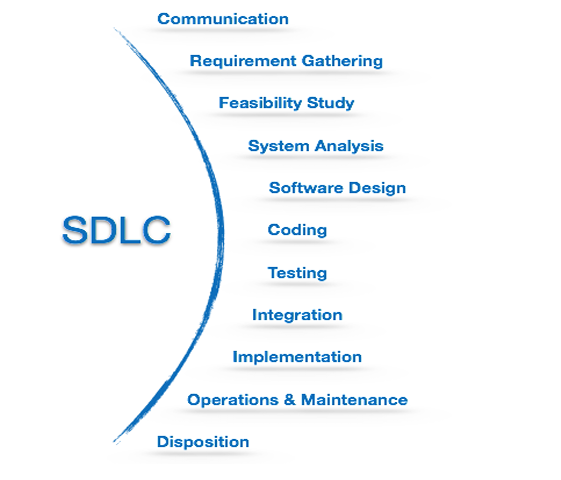 Communication
Requirement Gathering
Feasibility Study
System Analysis
Software Design
SDLC
Coding
Testing
Integration
Implementation
Operations & Maintenance
Disposition